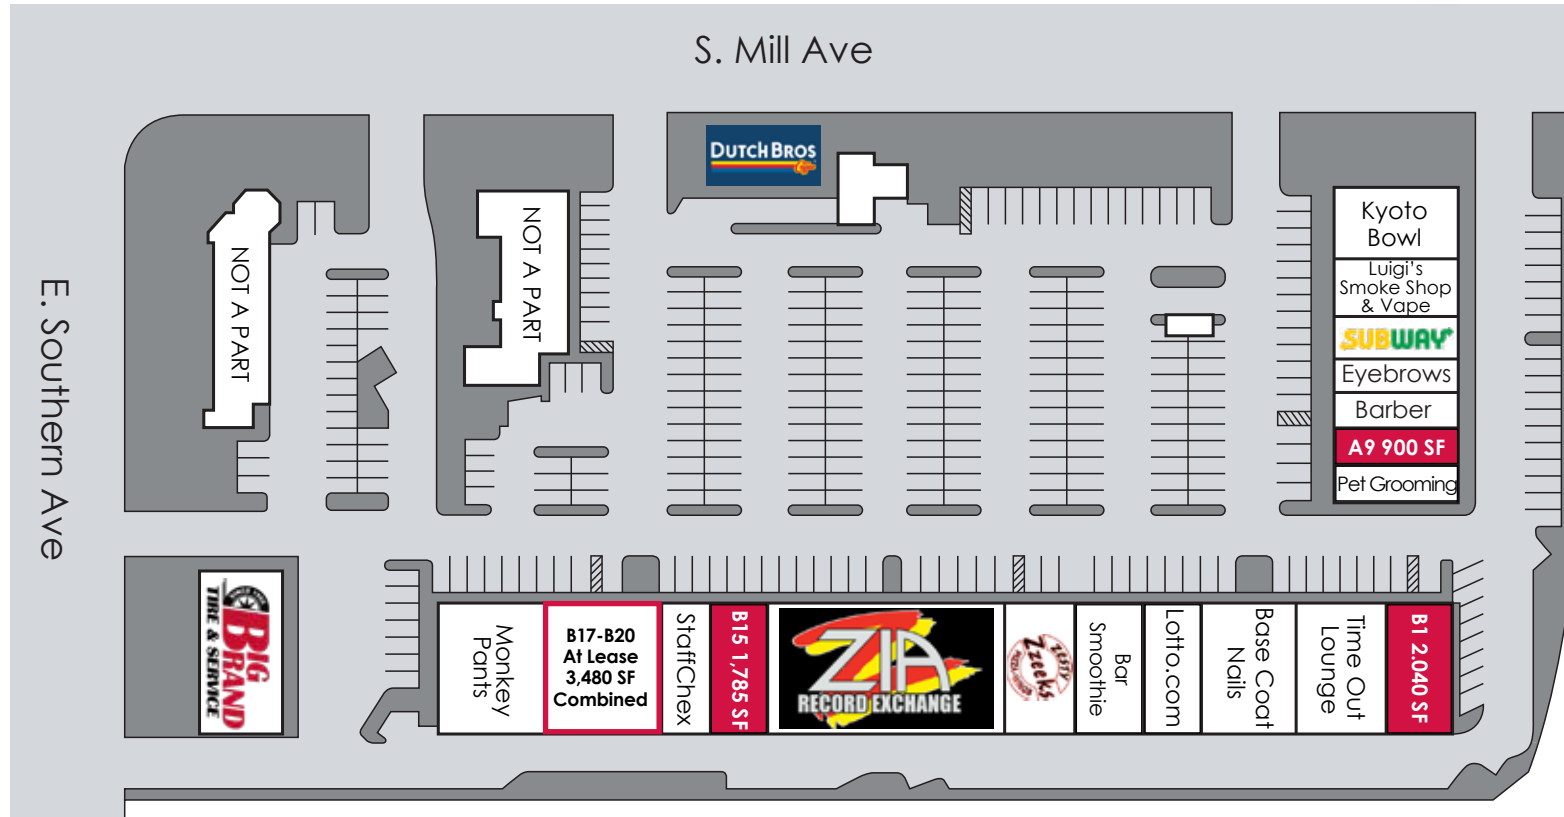 S. Mill Ave
E. Southern Ave
NOT A PART
NOT A PART
DUTCH BROS
Kyoto
Bowl
Luigi's
Smoke Shop
& Vape
SUBWAY
Eyebrows
Barber
A9 900 SF
Pet Grooming
BIG
BRAND
TIRE & SERVICE
Monkey
Pants
B17-B20
At Lease
3,480 SF
Combined
StaffChex
B15 1,785 SF
ZIA
RECORD EXCHANGE
ZESTY
Zzeeks
Bar
Smoothie
Lotto.com
Base Coat
Nails
Time Out
Lounge
B1 2.040 SF